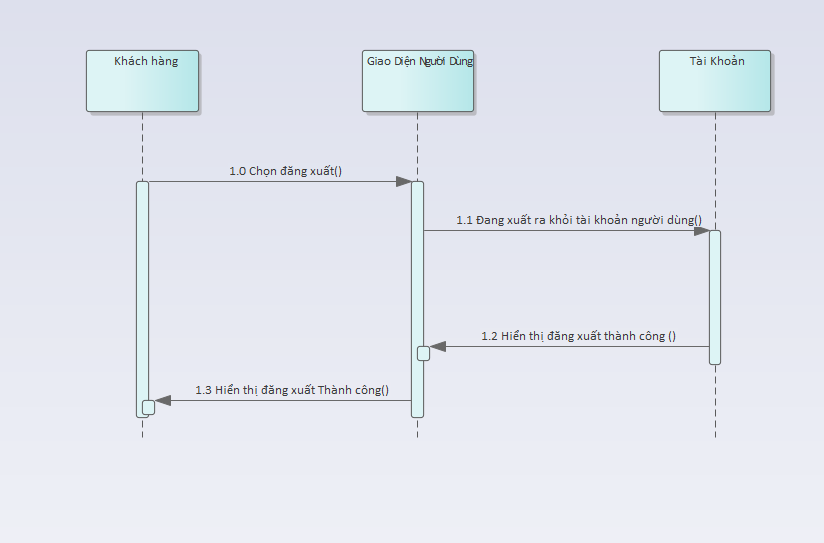 Khách hàng
Giao Diện Người Dùng
Tài Khoản
1.0 Chọn đăng xuất()
1.1 Đang xuất ra khỏi tài khoản người dùng()
1.2 Hiển thị đăng xuất thành công ()
1.3 Hiển thị đăng xuất Thành công()